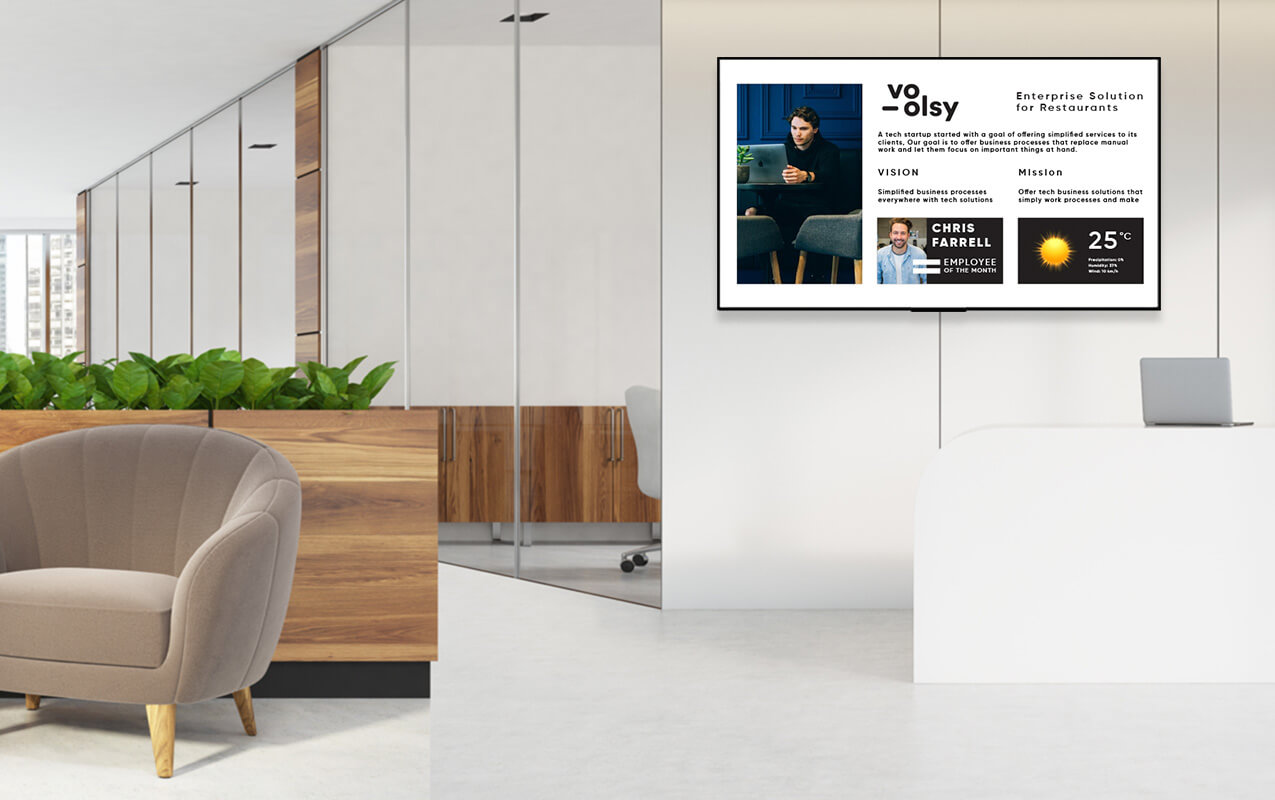 vo
olsy
Enterprise Solution
for Restaurants
A tech startup started with a goal of offering simplified services to its
clients, Our goal is to offer business processes that replace manual
work and let them focus on important things at hand.
VISION
Simplified business processes
everywhere with tech solutions
Mission
Offer tech business solutions that
simply work processes and make
CHRIS
FARRELL
EMPLOYEE
OF THE MONTH
25°C
Precipitation: 0%
Humidity: 31%
Wind: 10 km/h